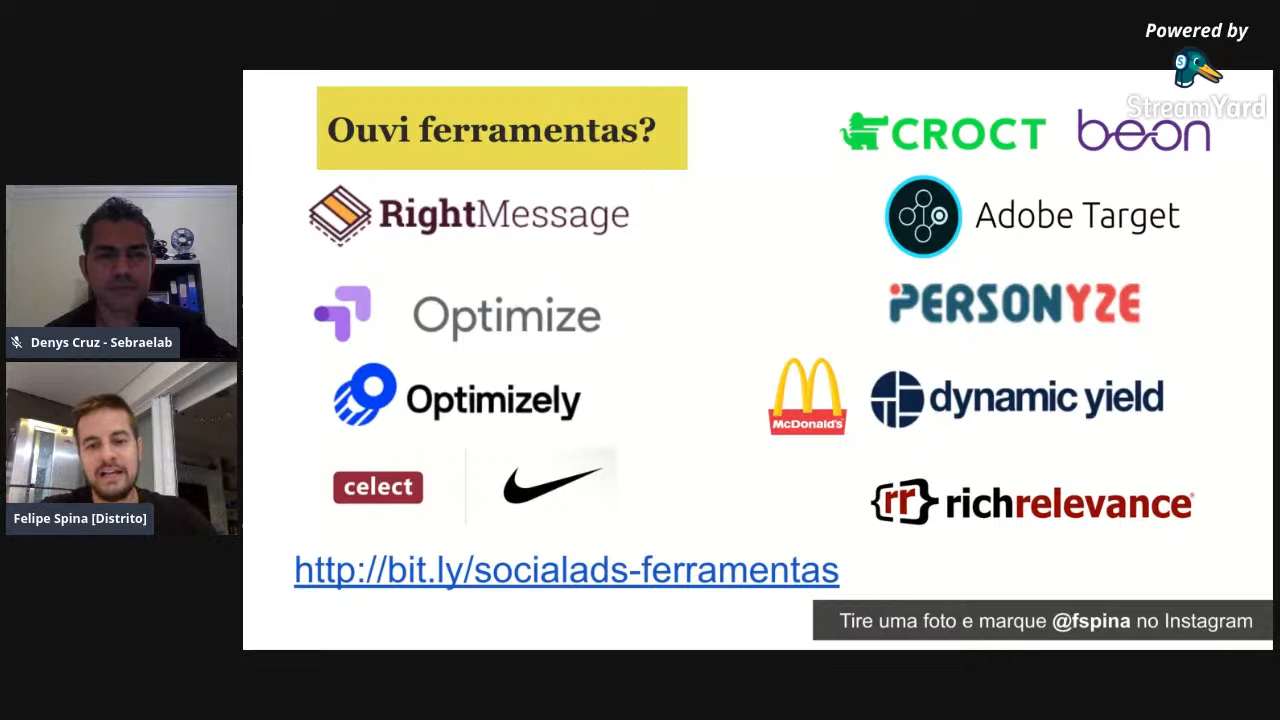 Powered by
StreamYard
Ouvi ferramentas?
CROCT
beon
RightMessage
Adobe Target
Optimize
PERSONYZE
Optimizely
McDonald's
dynamic yield
celect
rr
richrelevance
http://bit.ly/socialads-ferramentas
Tire uma foto e marque @fspina no Instagram
Denys Cruz - Sebraelab
Felipe Spina [Distrito]